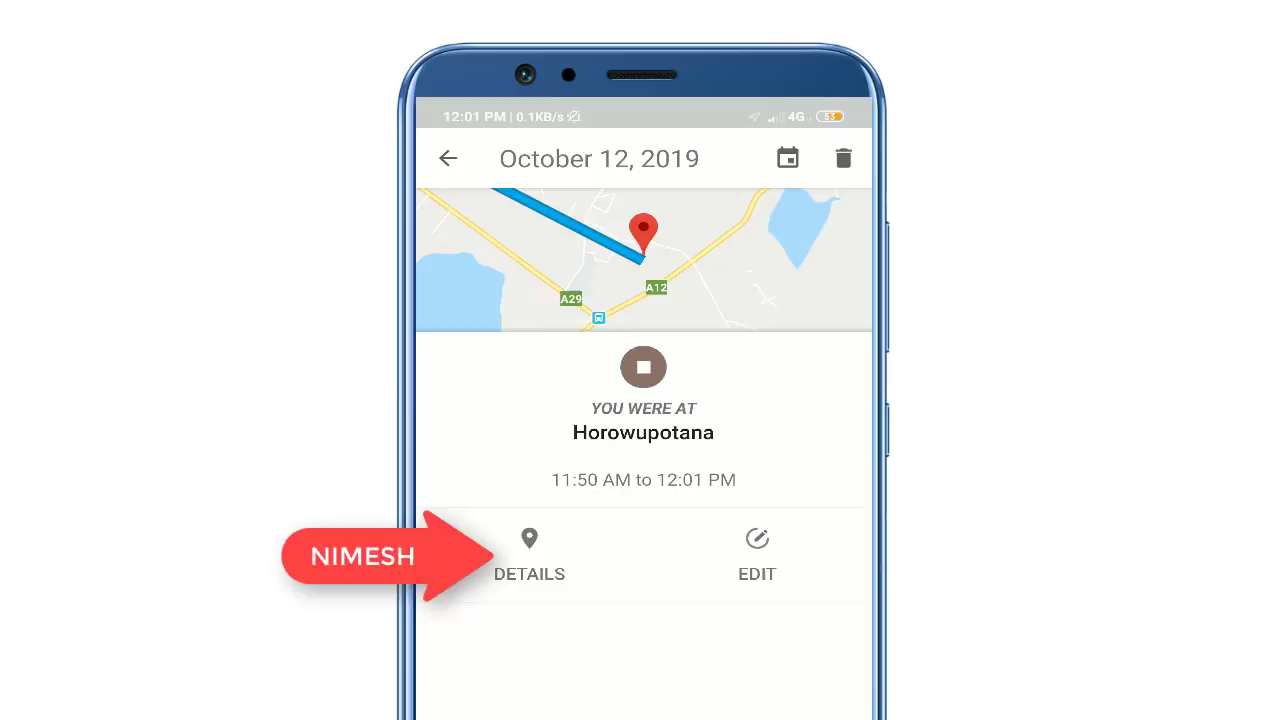 12:01 PM | 0.1KB/s
4G 53
October 12, 2019
A12
A29
YOU WERE AT
Horowupotana
11:50 AM to 12:01 PM
NIMESH
DETAILS
EDIT